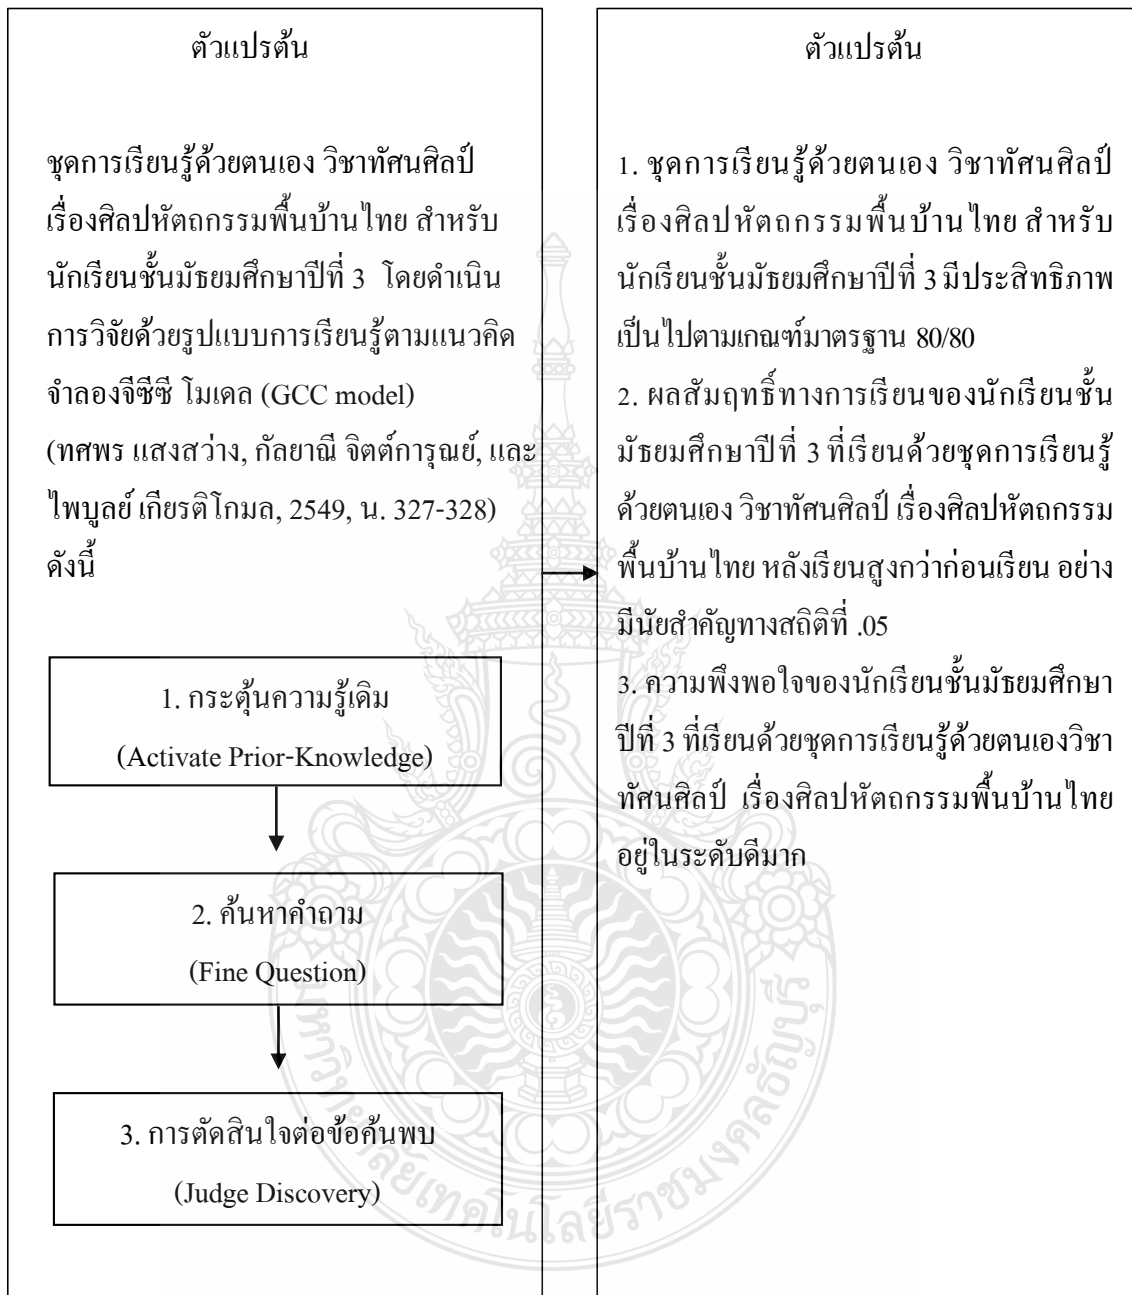 ตัวแปรต้น
ชุดการเรียนรู้ด้วยตนเอง วิชาทัศนศิลป์
เรื่องศิลปหัตถกรรมพื้นบ้านไทย สำหรับ
นักเรียนชั้นมัธยมศึกษาปีที่ 3 โดยดำเนิน
การวิจัยด้วยรูปแบบการเรียนรู้ตามแนวคิด
จำลองจีซีซี โมเดล (GCC model)
(ทศพร แสงสว่าง, กัลยาณี จิตต์การุณย์, และ
ไพบูลย์ เกียรติโกมล, 2549, น. 327-328)
ดังนี้
1. กระตุ้นความรู้เดิม
(Activate Prior-Knowledge)
2. ค้นหาคำถาม
(Fine Question)
3. การตัดสินใจต่อข้อค้นพบ
(Judge Discovery)
ตัวแปรต้น
1. ชุดการเรียนรู้ด้วยตนเอง วิชาทัศนศิลป์
เรื่องศิลปหัตถกรรมพื้นบ้านไทย สำหรับ
นักเรียนชั้นมัธยมศึกษาปีที่ 3 มีประสิทธิภาพ
เป็นไปตามเกณฑ์มาตรฐาน 80/80
2. ผลสัมฤทธิ์ทางการเรียนของนักเรียนชั้น
มัธยมศึกษาปีที่ 3 ที่เรียนด้วยชุดการเรียนรู้
ด้วยตนเอง วิชาทัศนศิลป์ เรื่องศิลปหัตถกรรม
พื้นบ้านไทย หลังเรียนสูงกว่าก่อนเรียน อย่าง
มีนัยสำคัญทางสถิติที่ .05
3. ความพึงพอใจของนักเรียนชั้นมัธยมศึกษา
ปีที่ 3 ที่เรียนด้วยชุดการเรียนรู้ด้วยตนเองวิชา
ทัศนศิลป์ เรื่องศิลปหัตถกรรมพื้นบ้านไทย
อยู่ในระดับดีมาก
มหาวิทยาลัยเทคโนโลยีราชมงคลธัญบุรี